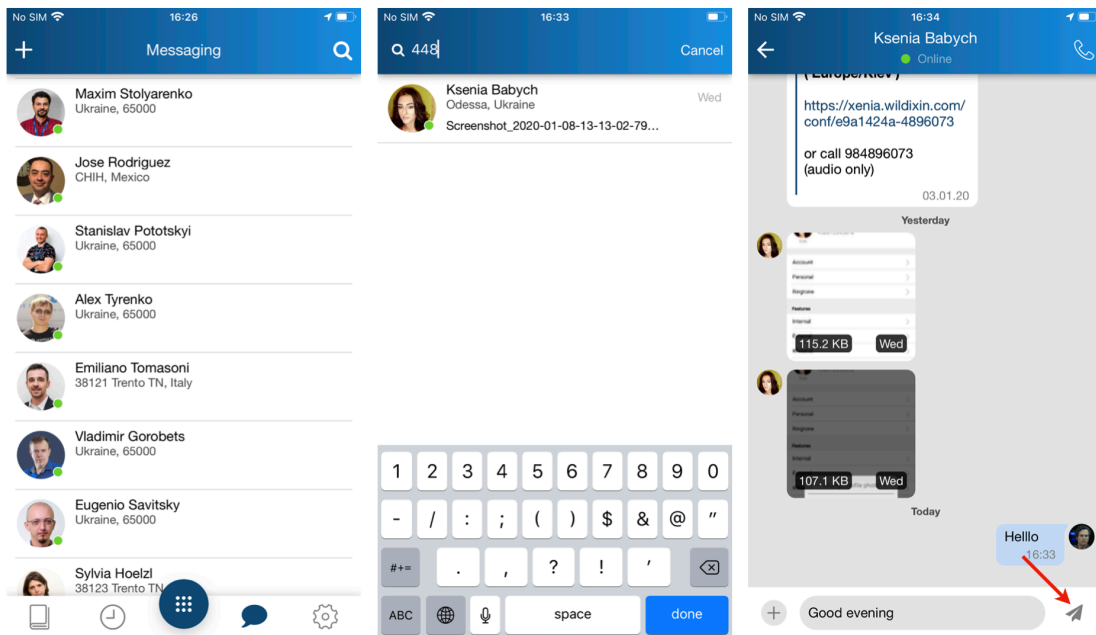 No SIM
16:26
Messaging
Maxim Stolyarenko
Ukraine, 65000
Jose Rodriguez
CHIH, Mexico
Stanislav Pototskyi
Ukraine, 65000
Alex Tyrenko
Ukraine, 65000
Emiliano Tomasoni
38121 Trento TN, Italy
Vladimir Gorobets
Ukraine, 65000
Eugenio Savitsky
Ukraine, 65000
Sylvia Hoelzl
38123 Trento TN
No SIM
16:33
448
Cancel
Ksenia Babych
Wed
Odessa, Ukraine
Screenshot_2020-01-08-13-13-02-79...
1 2 3 4 5 6 7 8 9 0
- / : ; ( ) $ & @ "
#+= . , ? ! '
ABC space done
No SIM
16:34
Ksenia Babych
Online
( Europe/Kiev )
https://xenia.wildixin.com/
conf/e9a1424a-4896073
or call 984896073
(audio only)
03.01.20
Yesterday
Account
Personal
Ringtone
Features
Internal
115.2 KB Wed
Account
Personal
Ringtone
Features
Internal
107.1 KB Wed
Today
Helllo
16:33
Good evening